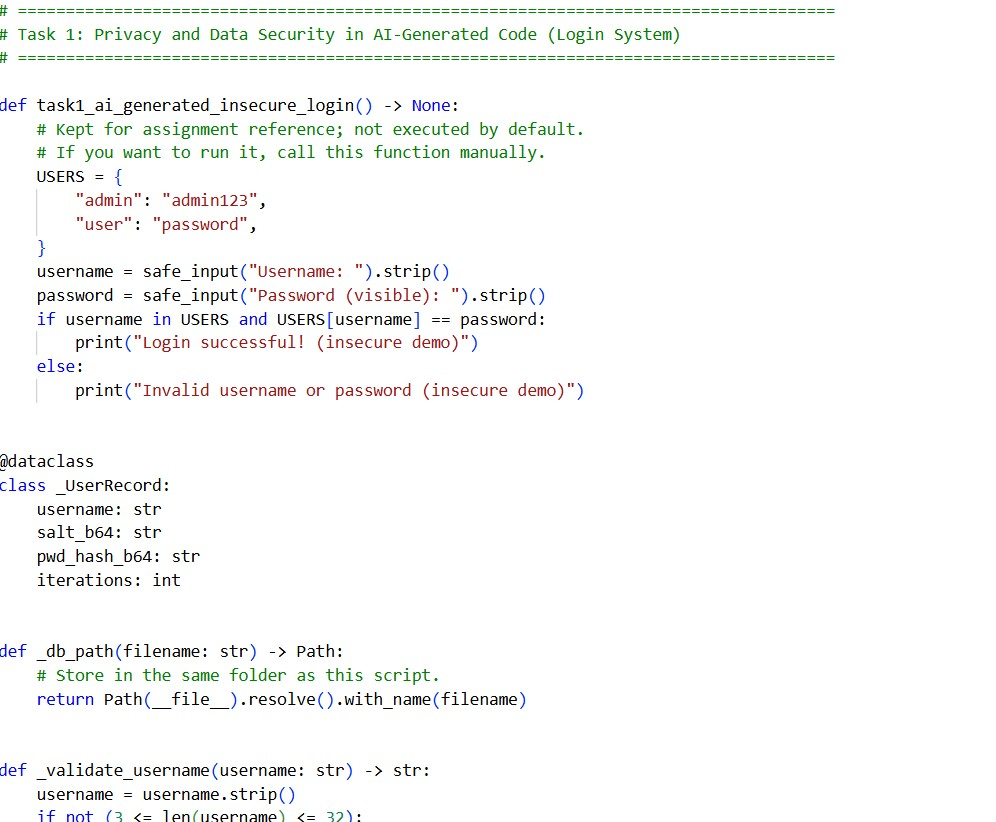 # =====================================================================================
# Task 1: Privacy and Data Security in AI-Generated Code (Login System)
# =====================================================================================
def task1_ai_generated_insecure_login() -> None:
    # Kept for assignment reference; not executed by default.
    # If you want to run it, call this function manually.
    USERS = {
        "admin": "admin123",
        "user": "password",
    }
    username = safe_input("Username: ").strip()
    password = safe_input("Password (visible): ").strip()
    if username in USERS and USERS[username] == password:
        print("Login successful! (insecure demo)")
    else:
        print("Invalid username or password (insecure demo)")
@dataclass
class _UserRecord:
    username: str
    salt_b64: str
    pwd_hash_b64: str
    iterations: int
def _db_path(filename: str) -> Path:
    # Store in the same folder as this script.
    return Path(__file__).resolve().with_name(filename)
def _validate_username(username: str) -> str:
    username = username.strip()
    if not (3 <= len(username) <= 32):